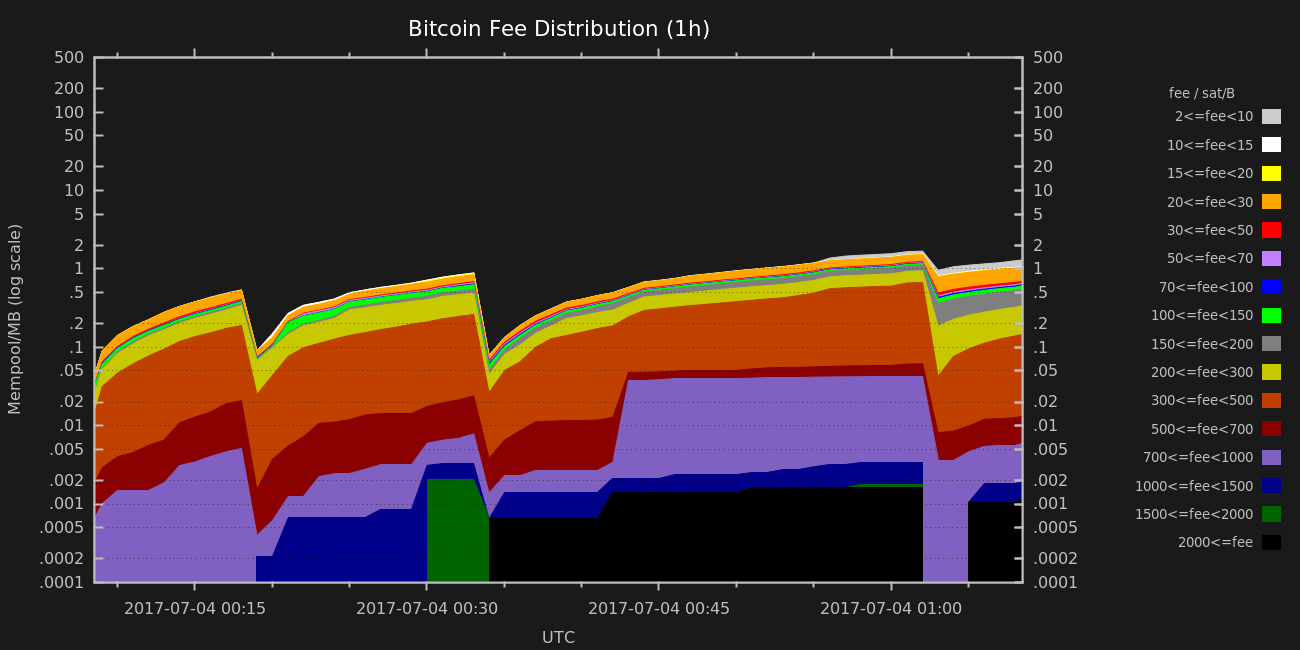 Bitcoin Fee Distribution (1h)
Mempool/MB (log scale)
500
200
100
50
20
10
5
2
1
.5
.2
.1
.05
.02
.01
.005
.002
.001
.0005
.0002
.0001
500
200
100
50
20
10
5
2
1
.5
.2
.1
.05
.02
.01
.005
.002
.001
.0005
.0002
.0001
2017-07-04 00:15
2017-07-04 00:30
2017-07-04 00:45
2017-07-04 01:00
UTC
fee / sat/B
2<=fee<10
10<=fee<15
15<=fee<20
20<=fee<30
30<=fee<50
50<=fee<70
70<=fee<100
100<=fee<150
150<=fee<200
200<=fee<300
300<=fee<500
500<=fee<700
700<=fee<1000
1000<=fee<1500
1500<=fee<2000
2000<=fee